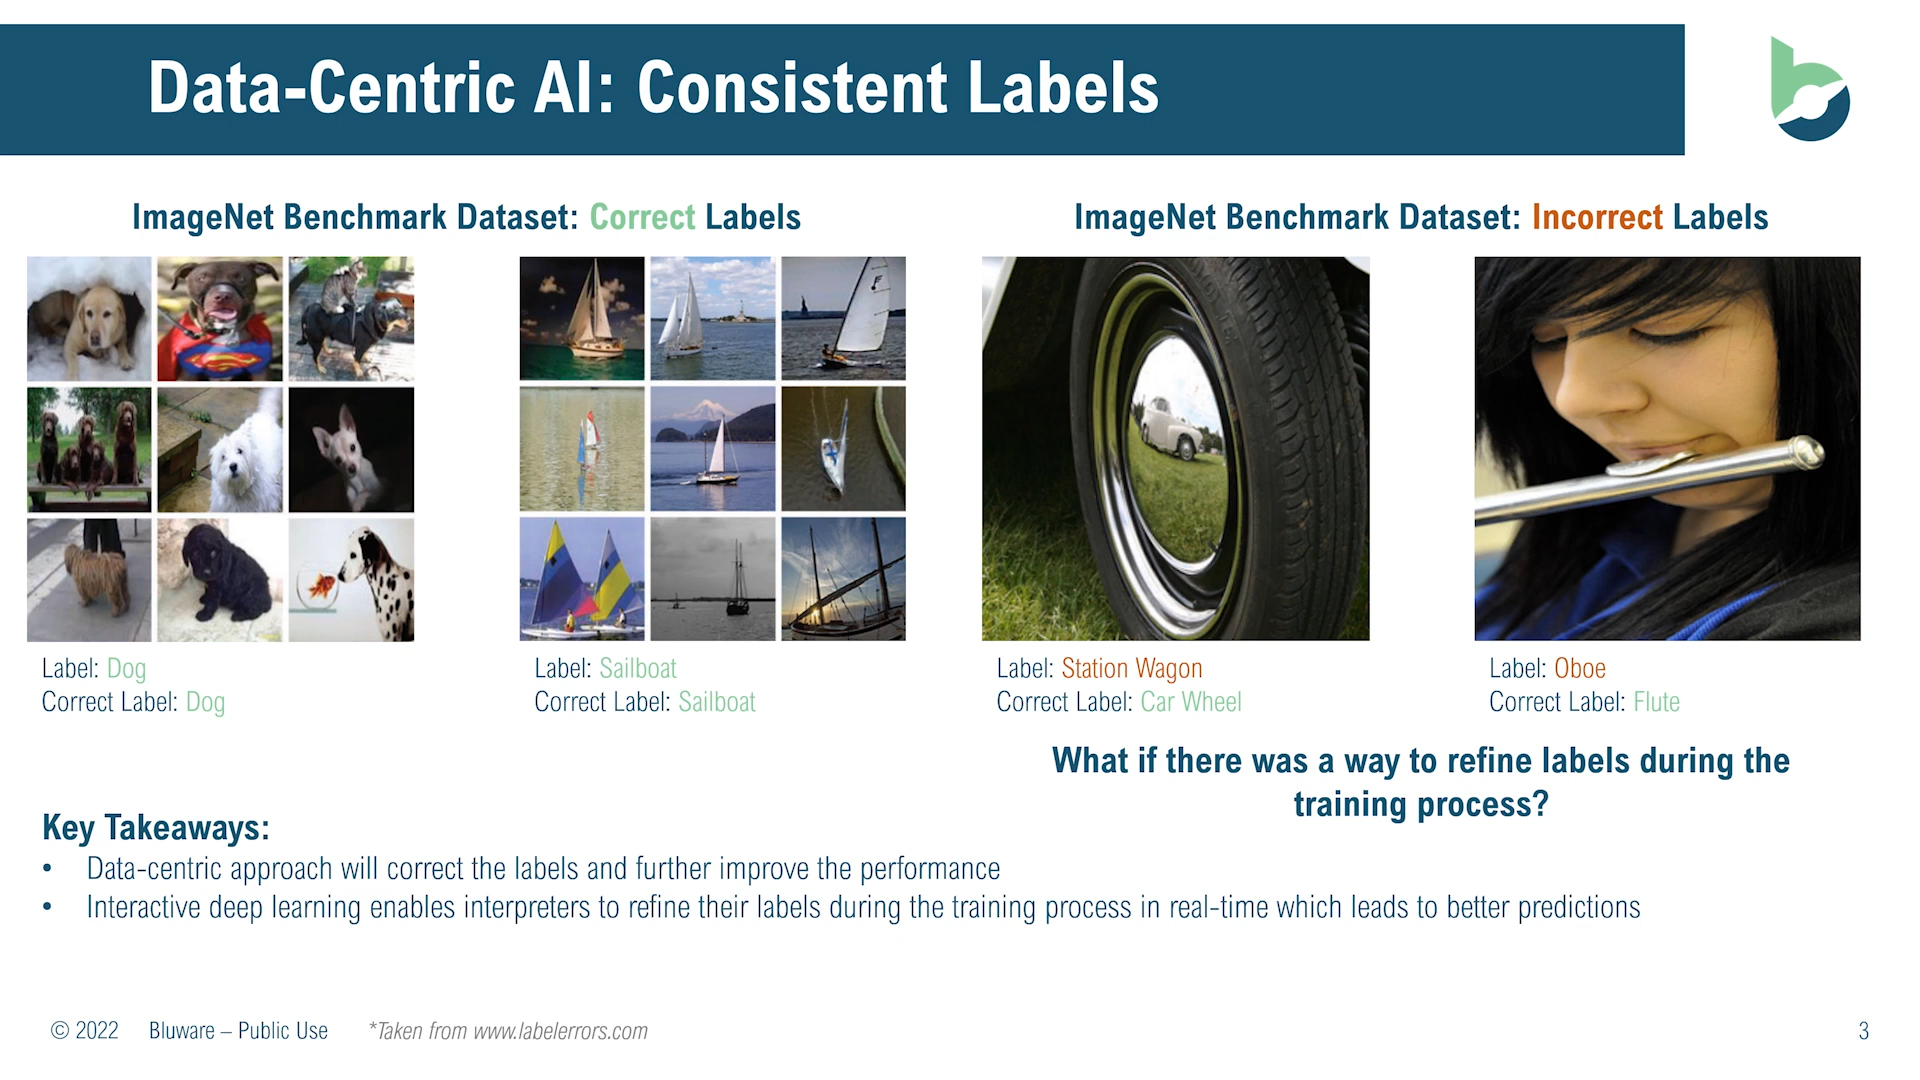 Data-Centric AI: Consistent Labels
ImageNet Benchmark Dataset: Correct Labels
Label: Dog
Correct Label: Dog
Label: Sailboat
Correct Label: Sailboat
ImageNet Benchmark Dataset: Incorrect Labels
Label: Station Wagon
Correct Label: Car Wheel
Label: Oboe
Correct Label: Flute
What if there was a way to refine labels during the
training process?
Key Takeaways:
• Data-centric approach will correct the labels and further improve the performance
• Interactive deep learning enables interpreters to refine their labels during the training process in real-time which leads to better predictions
© 2022 Bluware – Public Use *Taken from www.labelerrors.com
3